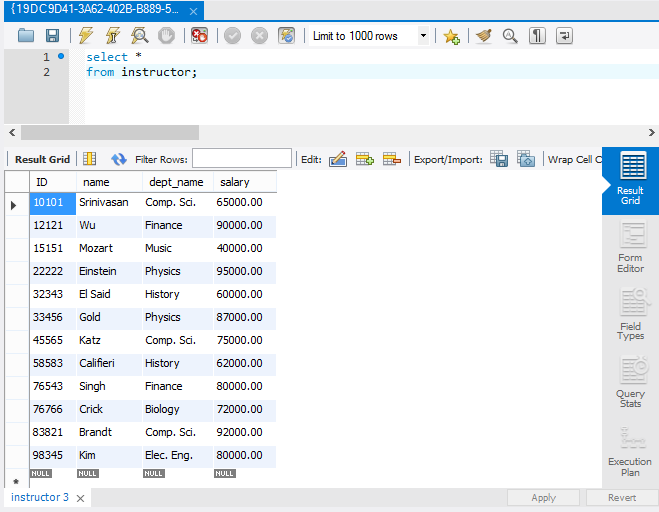 {19DC9D41-3A62-402B-B889-5...
Limit to 1000 rows
1 select *
2 from instructor;
Result Grid Filter Rows: Edit: Export/Import: Wrap Cell C
ID name dept_name salary
10101 Srinivasan Comp. Sci. 65000.00
12121 Wu Finance 90000.00
15151 Mozart Music 40000.00
22222 Einstein Physics 95000.00
32343 El Said History 60000.00
33456 Gold Physics 87000.00
45565 Katz Comp. Sci. 75000.00
58583 Califieri History 62000.00
76543 Singh Finance 80000.00
76766 Crick Biology 72000.00
83821 Brandt Comp. Sci. 92000.00
98345 Kim Elec. Eng. 80000.00
NULL NULL NULL NULL
Result
Grid
Form
Editor
Field
Types
Query
Stats
Execution
Plan
instructor 3
Apply Revert